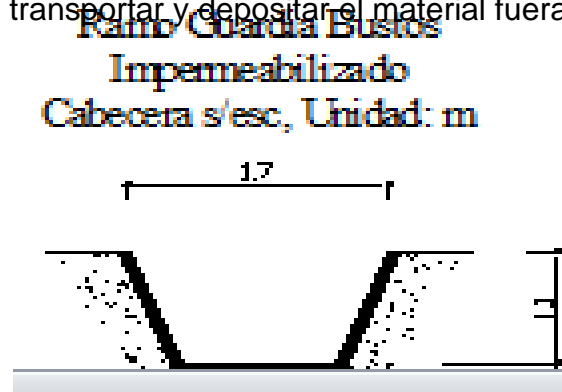 transportar y depositar el material fuera
Ramo Guardia Bustos
Impermeabilizado
Cabecera s/esc, Unidad: m
1.7